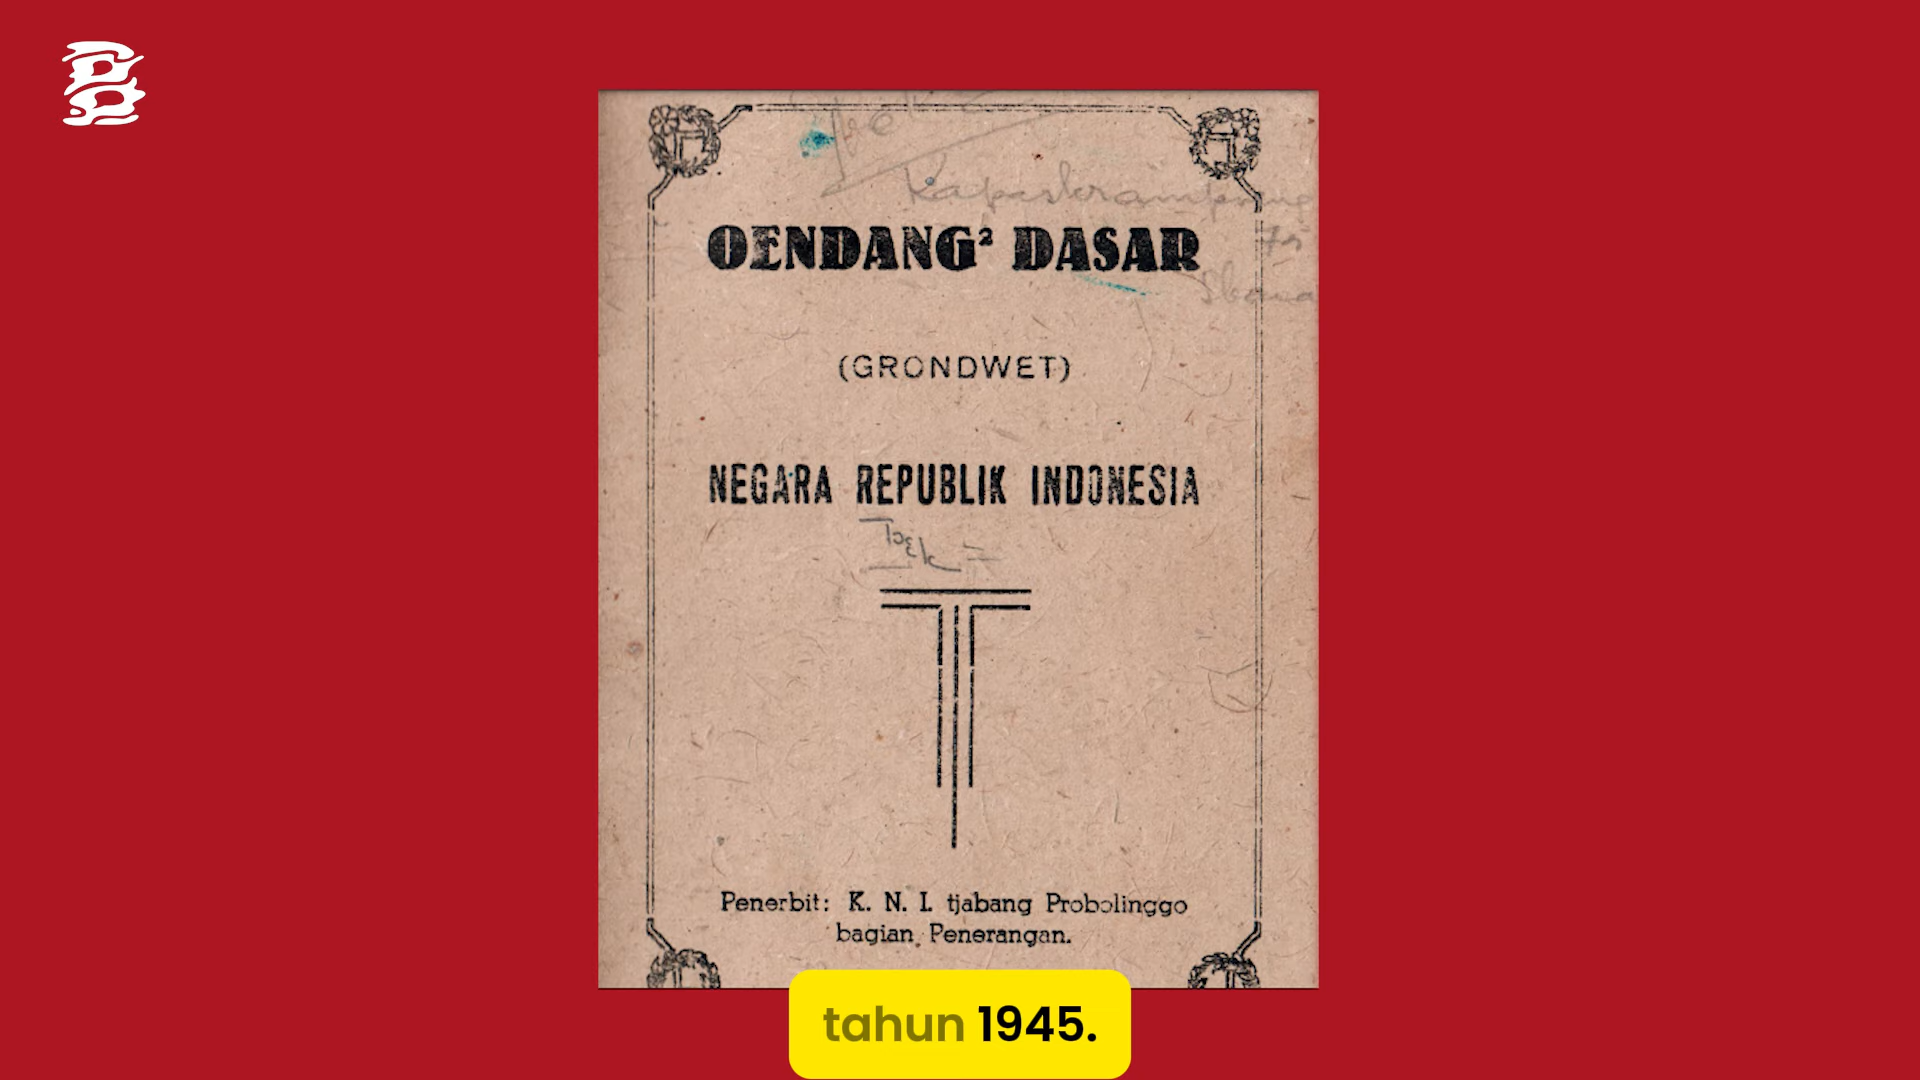 OENDANG² DASAR
(GRONDWET)
NEGARA REPUBLIK INDONESIA
Penerbit: K. N. I. tjabang Probolinggo
bagian Penerangan.
tahun 1945.